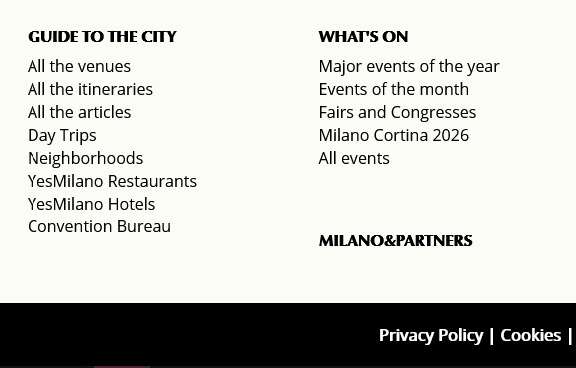 GUIDE TO THE CITY
All the venues
All the itineraries
All the articles
Day Trips
Neighborhoods
YesMilano Restaurants
YesMilano Hotels
Convention Bureau
WHAT'S ON
Major events of the year
Events of the month
Fairs and Congresses
Milano Cortina 2026
All events
MILANO&PARTNERS
Privacy Policy | Cookies |